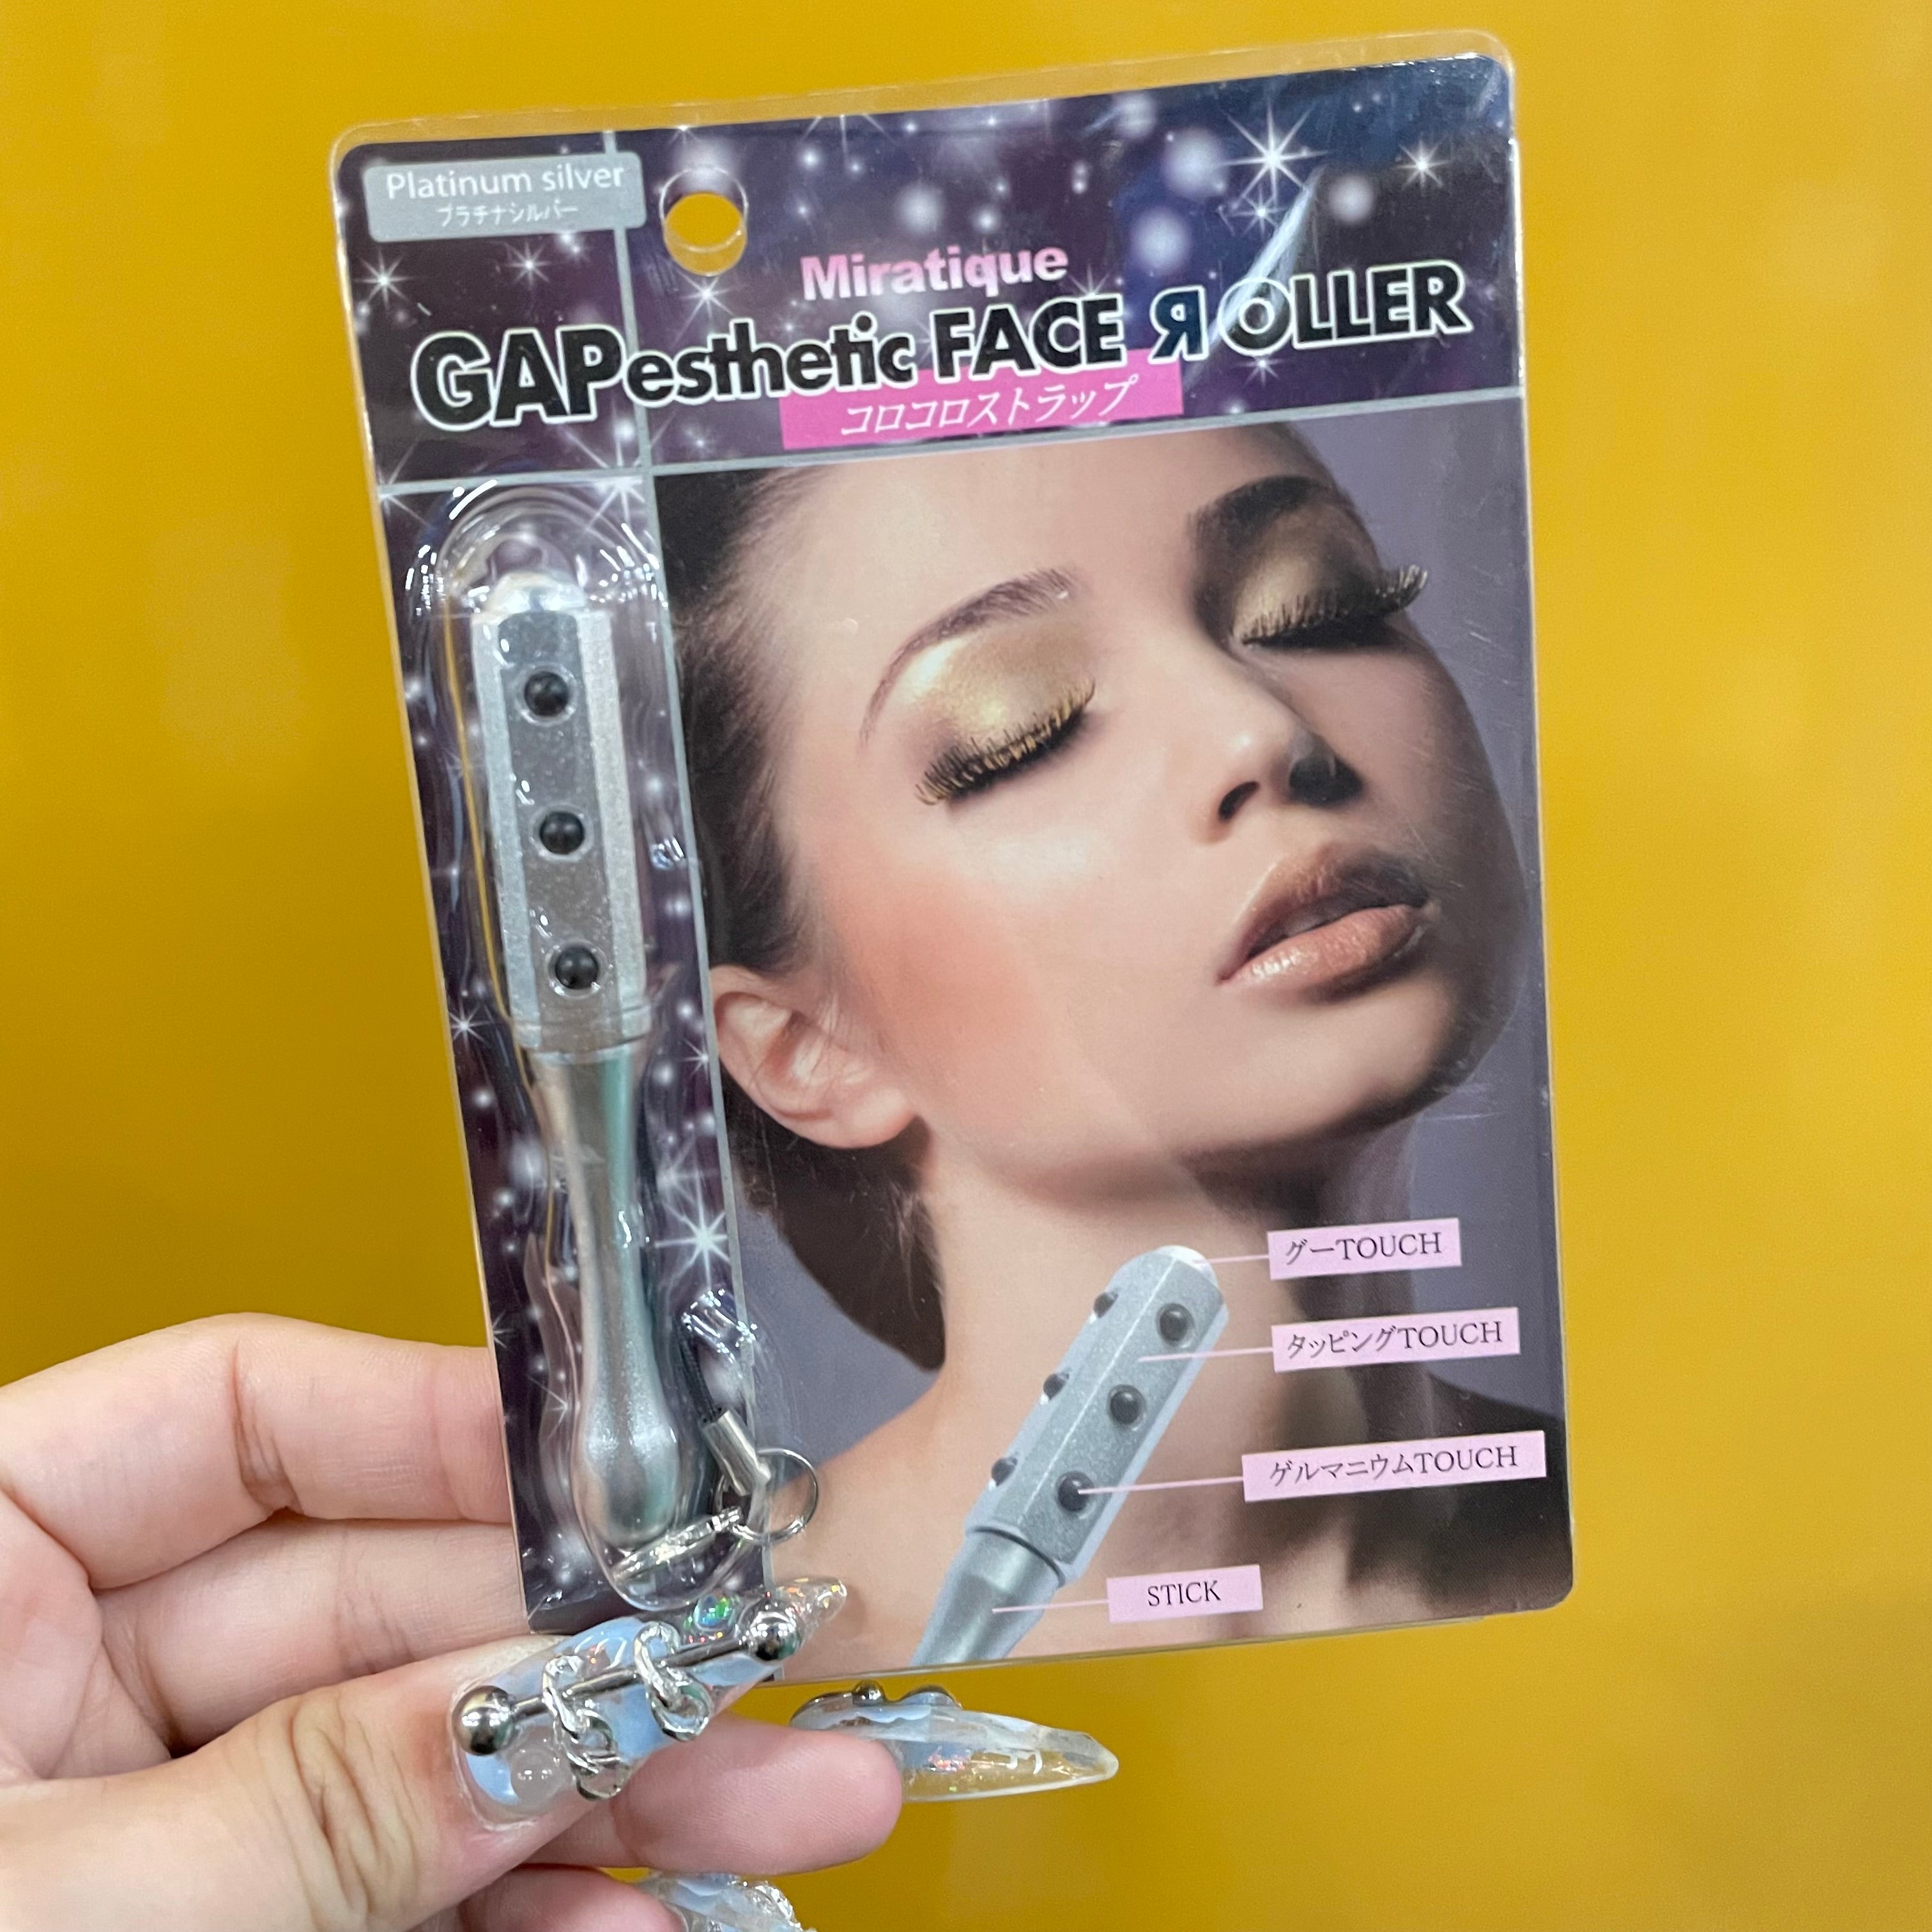 Platinum silver
プラチナシルバー
Miratique
GAPesthetic FACE ЯOLLER
コロコロストラップ
グーTOUCH
タッピングTOUCH
ゲルマニウムTOUCH
STICK